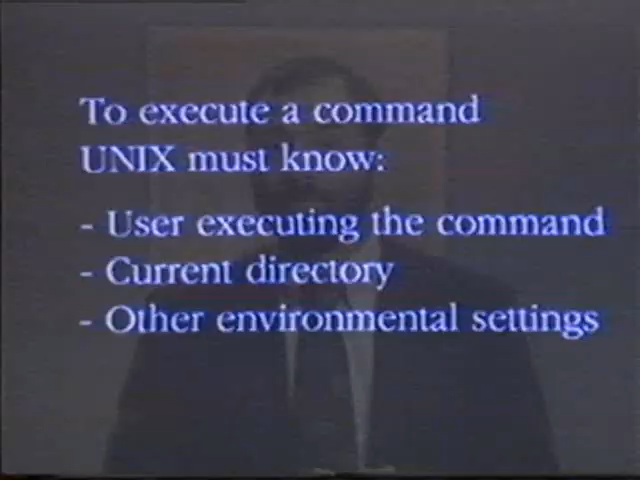 To execute a command
UNIX must know:
- User executing the command
- Current directory
- Other environmental settings